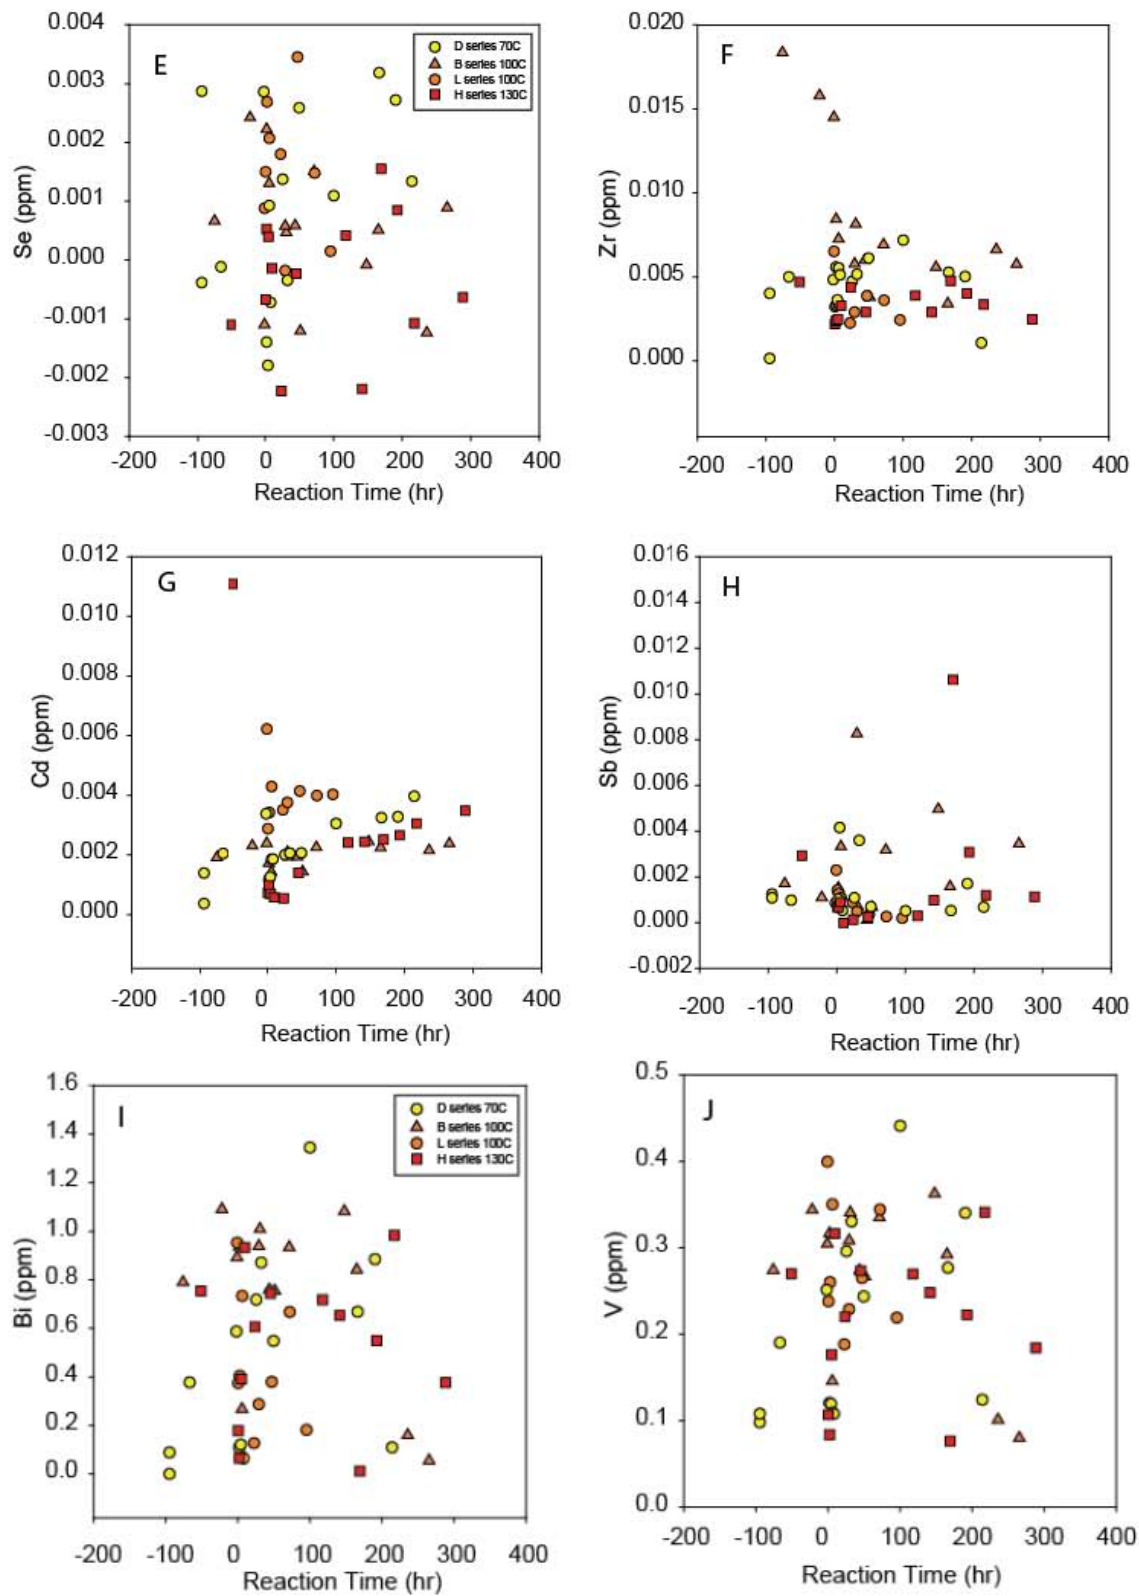 E
0.004
0.003
0.002
0.001
0.000
-0.001
-0.002
-0.003
Se (ppm)
D series 70C
B series 100C
L series 100C
H series 130C
-200 -100 0 100 200 300 400
Reaction Time (hr)
F
0.020
0.015
0.010
0.005
0.000
Zr (ppm)
-200 -100 0 100 200 300 400
Reaction Time (hr)
G
0.012
0.010
0.008
0.006
0.004
0.002
0.000
Cd (ppm)
-200 -100 0 100 200 300 400
Reaction Time (hr)
H
0.016
0.014
0.012
0.010
0.008
0.006
0.004
0.002
0.000
-0.002
Sb (ppm)
-200 -100 0 100 200 300 400
Reaction Time (hr)
I
1.6
1.4
1.2
1.0
0.8
0.6
0.4
0.2
0.0
Bi (ppm)
D series 70C
B series 100C
L series 100C
H series 130C
-200 -100 0 100 200 300 400
Reaction Time (hr)
J
0.5
0.4
0.3
0.2
0.1
0.0
V (ppm)
-200 -100 0 100 200 300 400
Reaction Time (hr)